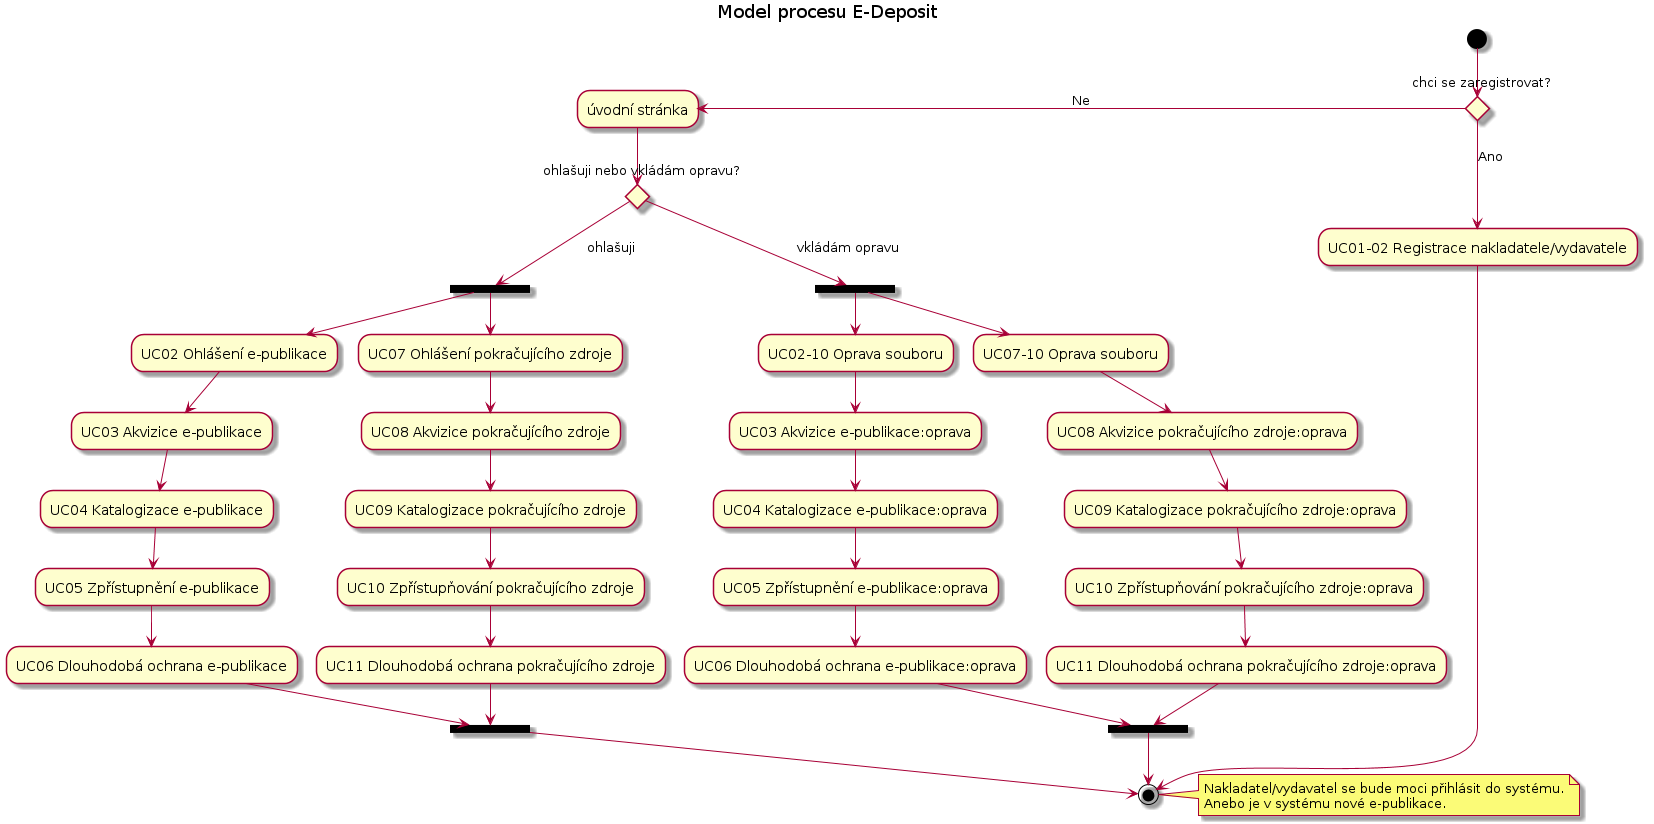 Model procesu E-Deposit
chci se zaregistrovat?
Ne
úvodní stránka
Ano
ohlašuji nebo vkládám opravu?
ohlašuji
vkládám opravu
UC01-02 Registrace nakladatele/vydavatele
UC02 Ohlášení e-publikace
UC07 Ohlášení pokračujícího zdroje
UC02-10 Oprava souboru
UC07-10 Oprava souboru
UC03 Akvizice e-publikace
UC08 Akvizice pokračujícího zdroje
UC03 Akvizice e-publikace:oprava
UC08 Akvizice pokračujícího zdroje:oprava
UC04 Katalogizace e-publikace
UC09 Katalogizace pokračujícího zdroje
UC04 Katalogizace e-publikace:oprava
UC09 Katalogizace pokračujícího zdroje:oprava
UC05 Zpřístupnění e-publikace
UC10 Zpřístupňování pokračujícího zdroje
UC05 Zpřístupnění e-publikace:oprava
UC10 Zpřístupňování pokračujícího zdroje:oprava
UC06 Dlouhodobá ochrana e-publikace
UC11 Dlouhodobá ochrana pokračujícího zdroje
UC06 Dlouhodobá ochrana e-publikace:oprava
UC11 Dlouhodobá ochrana pokračujícího zdroje:oprava
Nakladatel/vydavatel se bude moci přihlásit do systému.
Anebo je v systému nové e-publikace.